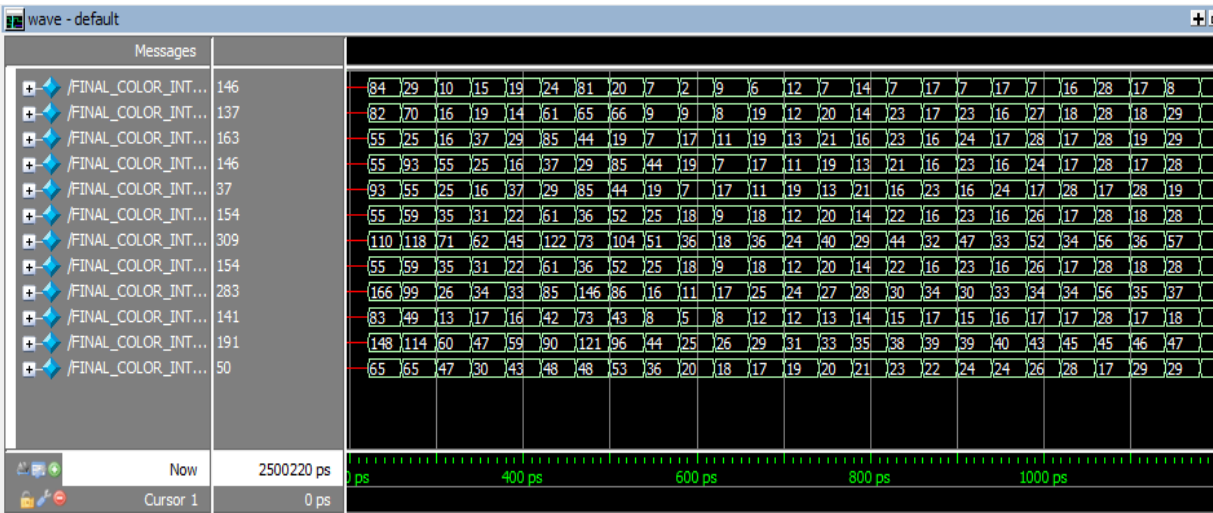 wave - default
Messages
/FINAL_COLOR_INT... 146 84 29 10 15 19 24 81 20 7 2 9 6 12 7 14 7 17 7 17 7 16 28 17 8
/FINAL_COLOR_INT... 137 82 70 16 19 14 61 65 66 9 9 8 19 12 20 14 23 17 23 16 27 18 28 18 29
/FINAL_COLOR_INT... 163 55 25 16 37 29 85 44 19 7 17 11 19 13 21 16 23 16 24 17 28 17 28 19 29
/FINAL_COLOR_INT... 146 55 93 55 25 16 37 29 85 44 19 7 17 11 19 13 21 16 23 16 24 17 28 17 28
/FINAL_COLOR_INT... 37 93 55 25 16 37 29 85 44 19 7 17 11 19 13 21 16 23 16 24 17 28 17 28 19
/FINAL_COLOR_INT... 154 55 59 35 31 22 61 36 52 25 18 9 18 12 20 14 22 16 23 16 26 17 28 18 28
/FINAL_COLOR_INT... 309 110 118 71 62 45 122 73 104 51 36 18 36 24 40 29 44 32 47 33 52 34 56 36 57
/FINAL_COLOR_INT... 154 55 59 35 31 22 61 36 52 25 18 9 18 12 20 14 22 16 23 16 26 17 28 18 28
/FINAL_COLOR_INT... 283 166 99 26 34 33 85 146 86 16 11 17 25 24 27 28 30 34 30 33 34 34 56 35 37
/FINAL_COLOR_INT... 141 83 49 13 17 16 42 73 43 8 5 8 12 12 13 14 15 17 15 16 17 17 28 17 18
/FINAL_COLOR_INT... 191 148 114 60 47 59 90 121 96 44 25 26 29 31 33 35 38 39 39 40 43 45 45 46 47
/FINAL_COLOR_INT... 50 65 65 47 30 43 48 48 53 36 20 18 17 19 20 21 23 22 24 24 26 28 17 29 29
Now 2500220 ps ps 400 ps 600 ps 800 ps 1000 ps
Cursor 1 0 ps